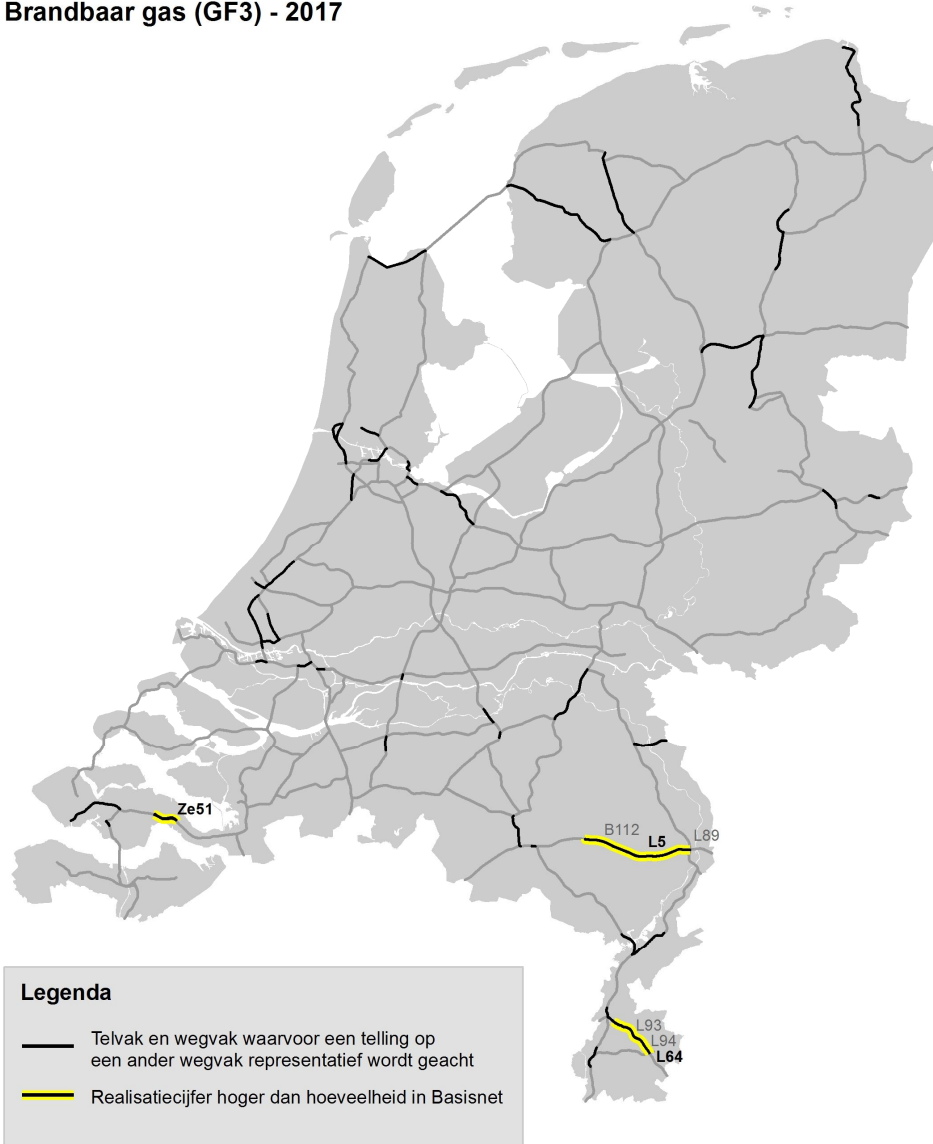 Brandbaar gas (GF3) - 2017
Ze51
B112
L5
L89
L93
L94
L64
Legenda
Telvak en wegvak waarvoor een telling op
een ander wegvak representatief wordt geacht
Realisatiecijfer hoger dan hoeveelheid in Basisnet